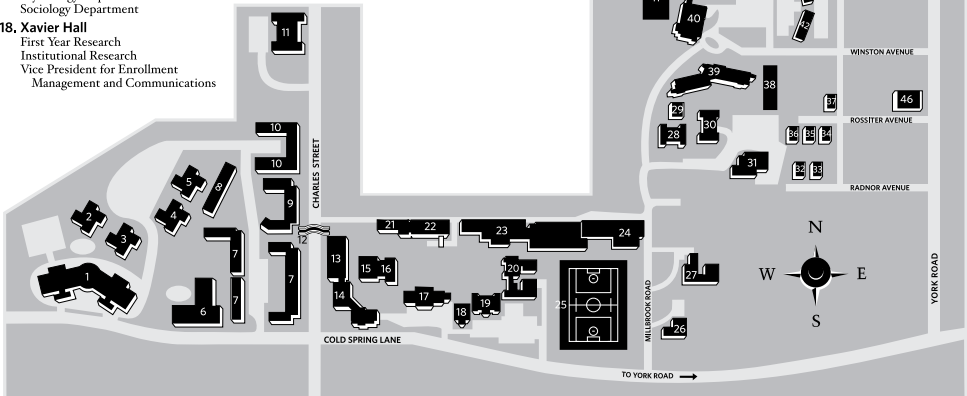 Sociology Department
18. Xavier Hall
First Year Research
Institutional Research
Vice President for Enrollment
Management and Communications
11
40
42
WINSTON AVENUE
39
38
37
46
29
ROSSITER AVENUE
10
30
28
36 35 34
10
CHARLES STREET
31
5
8
32 33
RADNOR AVENUE
9
2
4
3
12
21 22
23
24
N
7
13
15 16
20
W E
1
27
YORK ROAD
7
7
14
17
25
MILLBROOK ROAD
6
18
19
S
26
COLD SPRING LANE
TO YORK ROAD